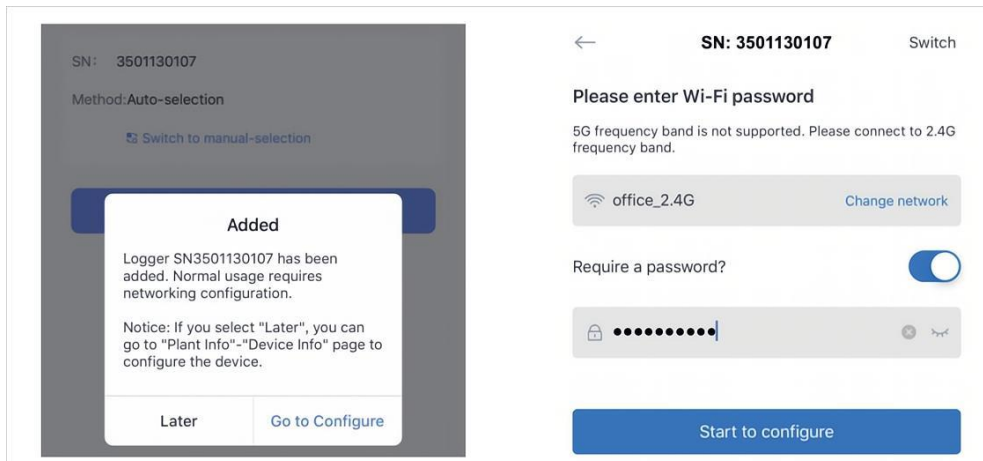 SN: 3501130107
Method:Auto-selection
Switch to manual-selection
Added
Logger SN3501130107 has been
added. Normal usage requires
networking configuration.
Notice: If you select "Later", you can
go to "Plant Info"-"Device Info" page to
configure the device.
Later Go to Configure
SN: 3501130107 Switch
Please enter Wi-Fi password
5G frequency band is not supported. Please connect to 2.4G
frequency band.
office_2.4G Change network
Require a password?
●●●●●●●●●●
Start to configure